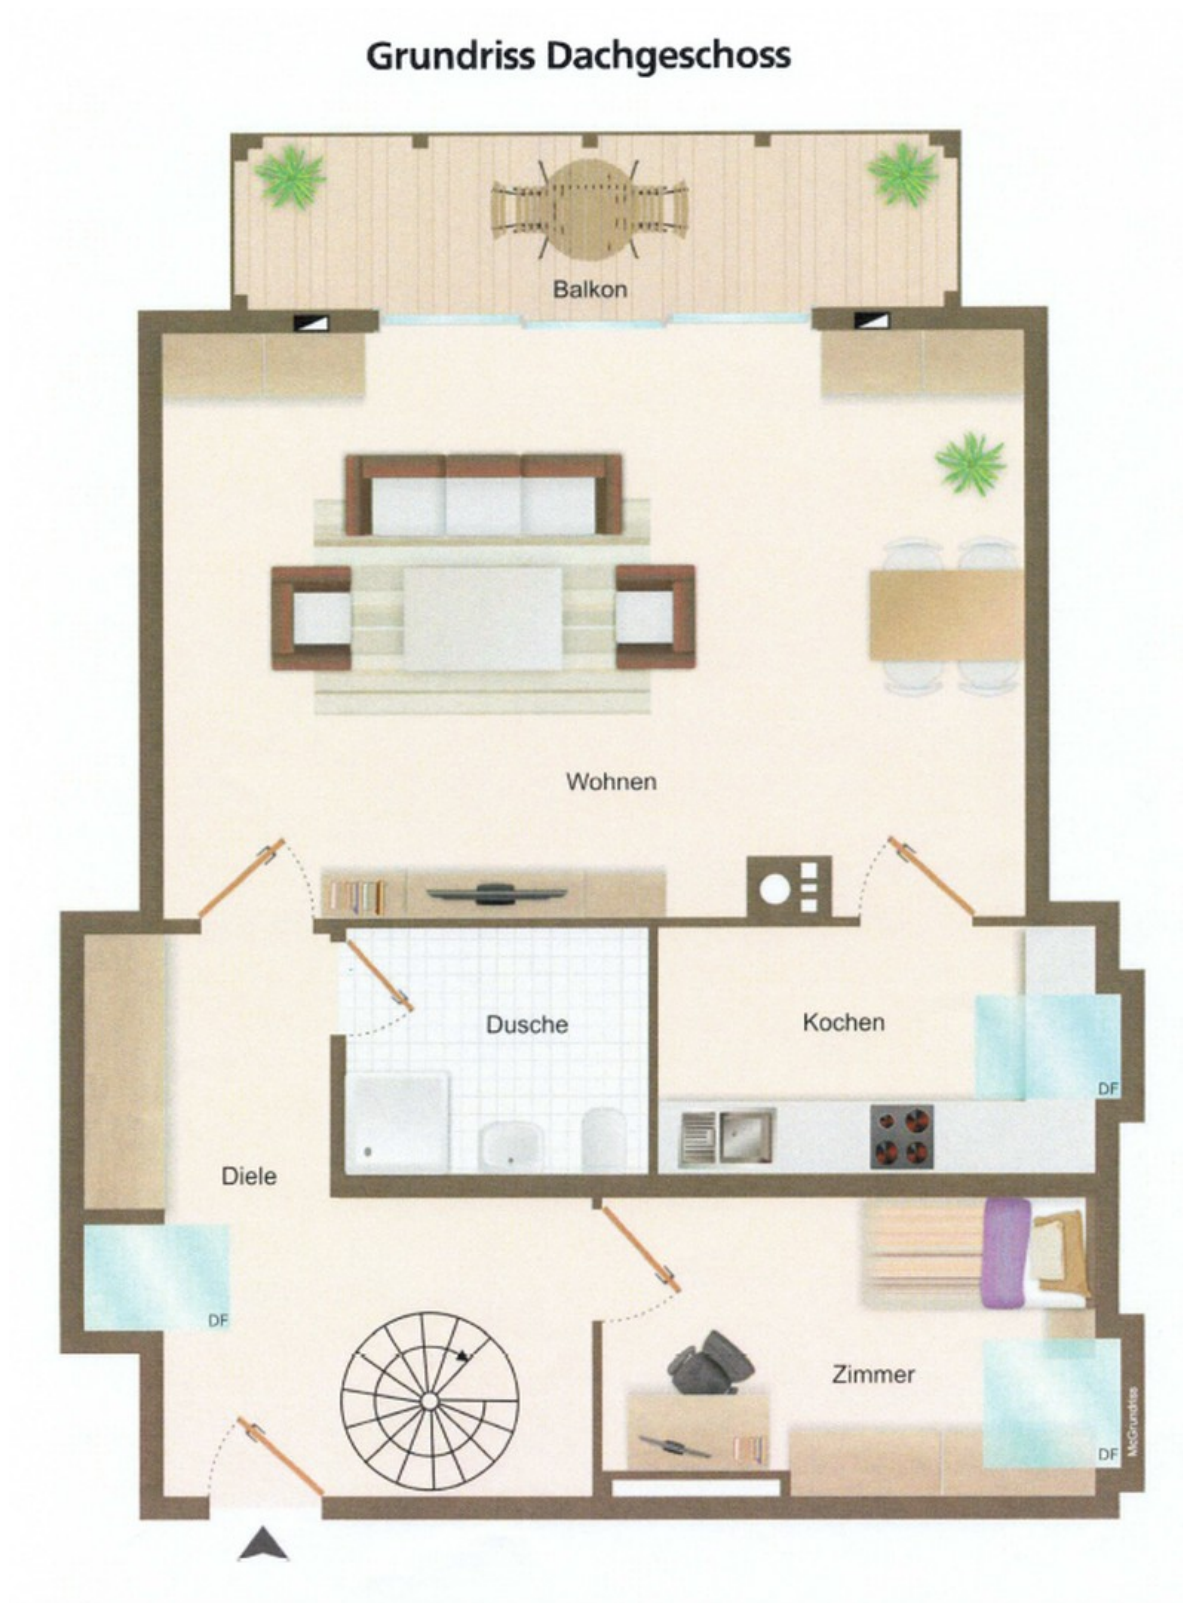 Grundriss Dachgeschoss
Balkon
Wohnen
Dusche
Kochen
DF
Diele
DF
Zimmer
DF
McGrundriss